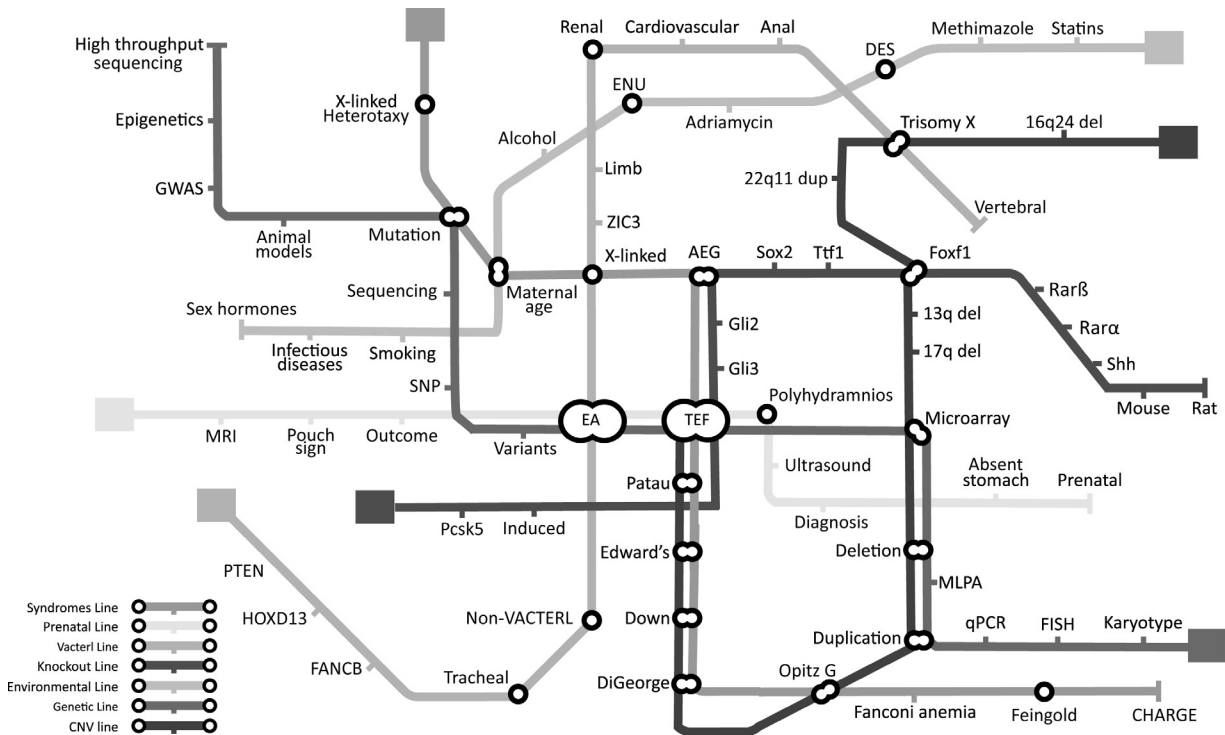 Renal
Cardiovascular
Anal
Methimazole
Statins
High throughput
sequencing
DES
ENU
X-linked
Heterotaxy
Epigenetics
Adriamycin
Trisomy X
16q24 del
Alcohol
Limb
22q11 dup
GWAS
Vertebral
ZIC3
Animal
models
Mutation
X-linked
AEG
Sox2
Ttf1
Foxf1
Maternal
age
Sequencing
Rarß
Sex hormones
13q del
Gli2
Rarα
Infectious
diseases
Smoking
17q del
Gli3
Shh
SNP
Polyhydramnios
Mouse
Rat
EA
TEF
Microarray
MRI
Pouch
sign
Outcome
Variants
Ultrasound
Absent
stomach
Prenatal
Patau
Pcsk5
Induced
Diagnosis
Edward's
Deletion
PTEN
MLPA
HOXD13
Non-VACTERL
Down
Duplication
qPCR
FISH
Karyotype
FANCB
Tracheal
DiGeorge
Opitz G
Fanconi anemia
Feingold
CHARGE
Syndromes Line
Prenatal Line
Vacterl Line
Knockout Line
Environmental Line
Genetic Line
CNV line